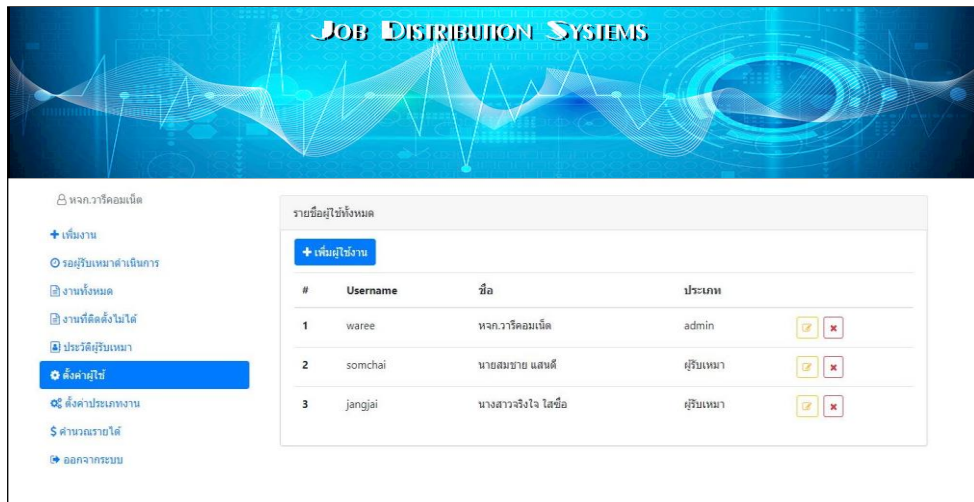 JOB DISTRIBUTION SYSTEMS
หจก.วารีคอมเน็ต
เพิ่มงาน
รอผู้รับเหมาดำเนินการ
งานทั้งหมด
งานที่ติดตั้งไม่ได้
ประวัติผู้รับเหมา
ตั้งค่าผู้ใช้
ตั้งค่าประเภทงาน
$ คำนวณรายได้
ออกจากระบบ
รายชื่อผู้ใช้ทั้งหมด
เพิ่มผู้ใช้งาน
# Username ชื่อ ประเภท
1 waree หจก.วารีคอมเน็ต admin
2 somchai นายสมชาย แสนดี ผู้รับเหมา
3 jangjai นางสาวจริงใจ ใสซื่อ ผู้รับเหมา